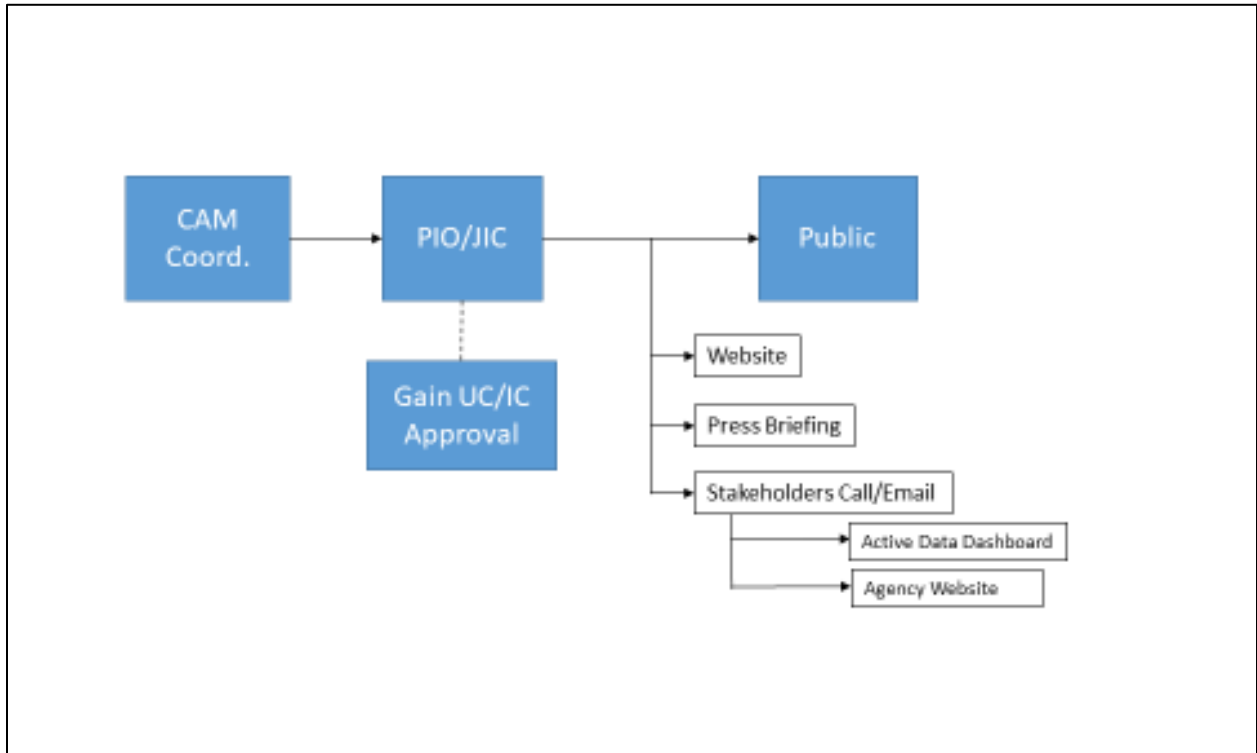 CAM
Coord.
PIO/JIC
Public
Gain UC/IC
Approval
Website
Press Briefing
Stakeholders Call/Email
Active Data Dashboard
Agency Website